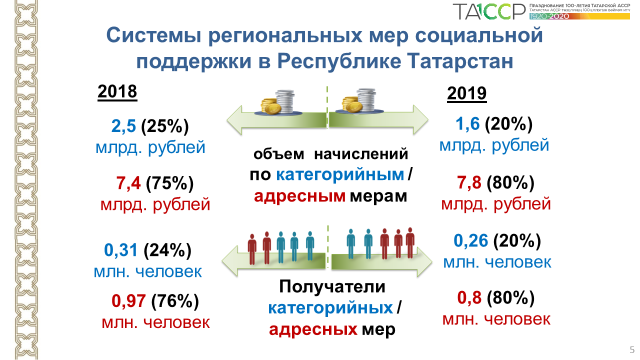 ТАССР
ПРАЗДНОВАНИЕ 100-ЛЕТИЯ ТАТАРСКОЙ АССР
1920-2020
Системы региональных мер социальной
поддержки в Республике Татарстан
2018
2019
2,5 (25%)
млрд. рублей
1,6 (20%)
млрд. рублей
объем начислений
по категорийным /
адресным мерам
7,4 (75%)
млрд. рублей
7,8 (80%)
млрд. рублей
0,31 (24%)
млн. человек
0,26 (20%)
млн. человек
Получатели
категорийных /
адресных мер
0,97 (76%)
млн. человек
0,8 (80%)
млн. человек
5